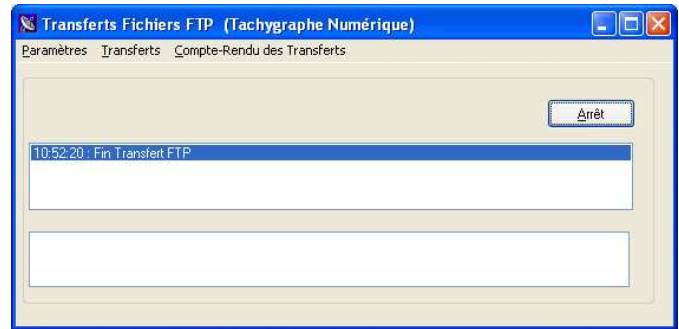 Transferts Fichiers FTP (Tachygraphe Numérique)
Paramètres Transferts Compte-Rendu des Transferts
Arrêt
10:52:20 : Fin Transfert FTP